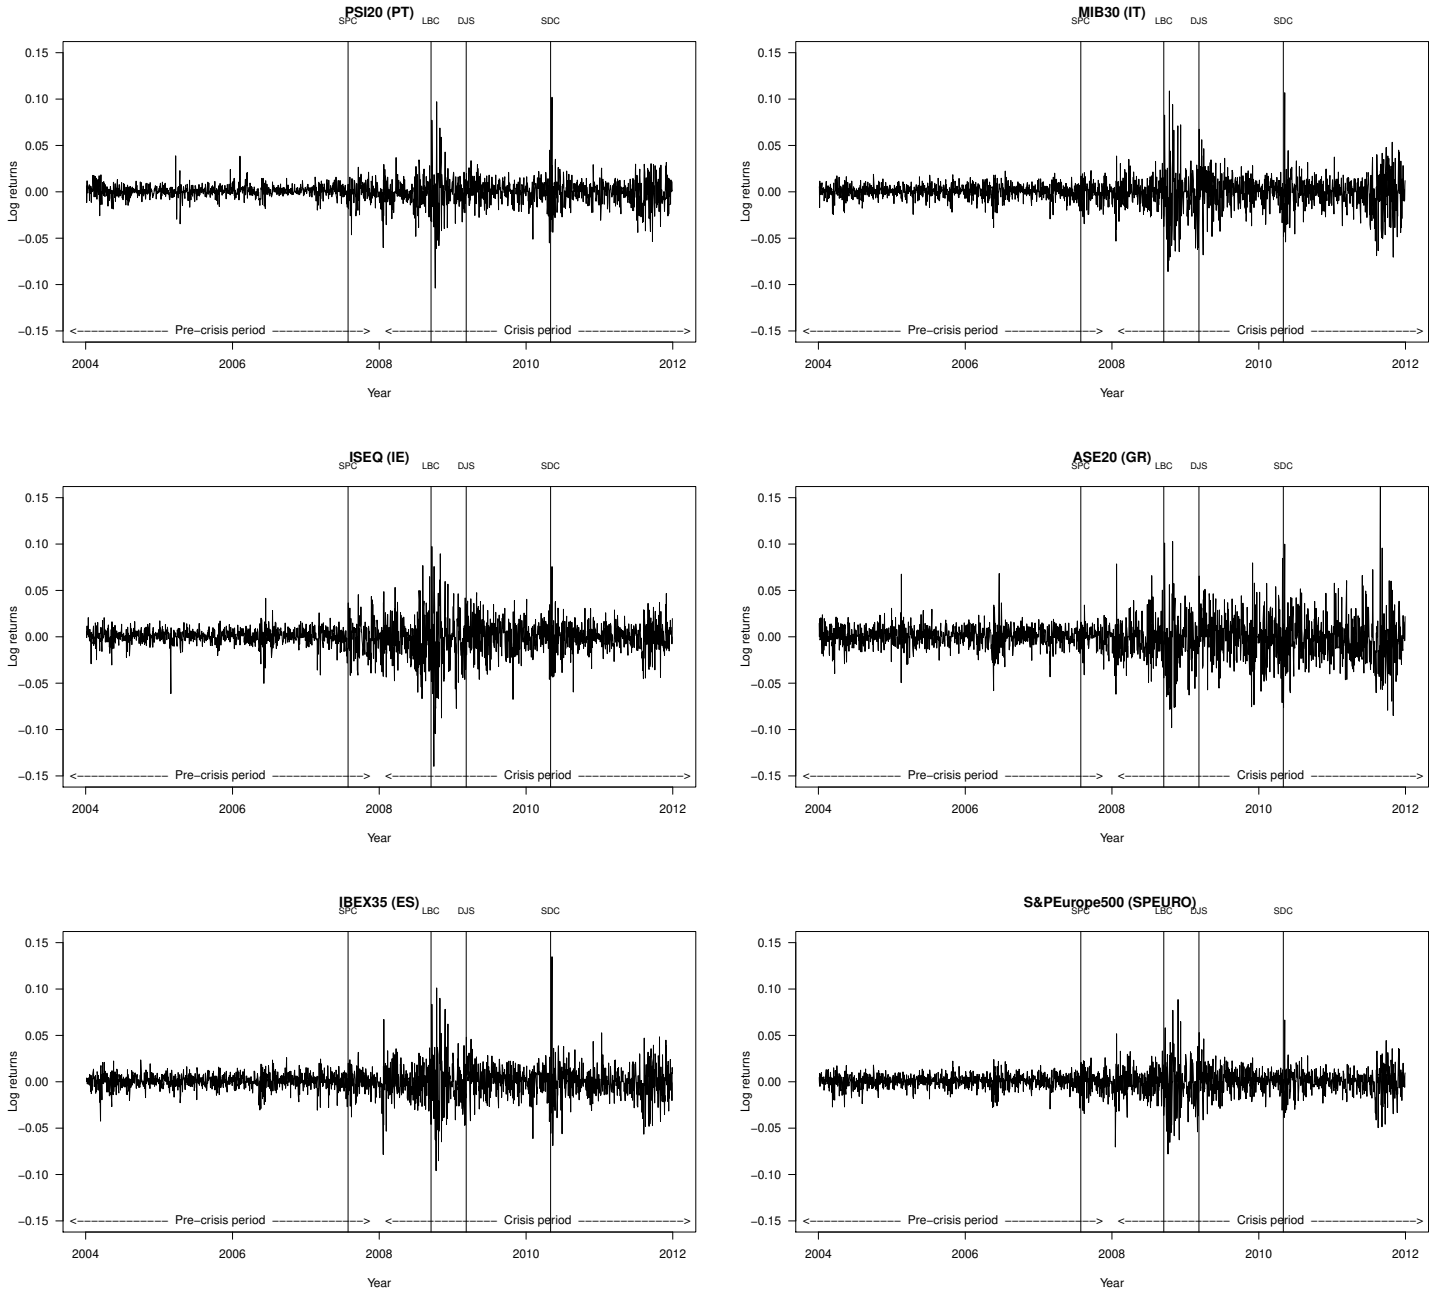 PSI20 (PT)
SPC LBC DJS SDC
0.15
0.10
0.05
0.00
−0.05
−0.10
−0.15
Log returns
<−−−−−−−−−−−−−− Pre−crisis period −−−−−−−−−−−−−−> <−−−−−−−−−−−−−−−−− Crisis period −−−−−−−−−−−−−−−−−>
2004 2006 2008 2010 2012
Year
MIB30 (IT)
SPC LBC DJS SDC
0.15
0.10
0.05
0.00
−0.05
−0.10
−0.15
Log returns
<−−−−−−−−−−−−−− Pre−crisis period −−−−−−−−−−−−−−> <−−−−−−−−−−−−−−−−− Crisis period −−−−−−−−−−−−−−−−−>
2004 2006 2008 2010 2012
Year
ISEQ (IE)
SPC LBC DJS SDC
0.15
0.10
0.05
0.00
−0.05
−0.10
−0.15
Log returns
<−−−−−−−−−−−−−− Pre−crisis period −−−−−−−−−−−−−−> <−−−−−−−−−−−−−−−−− Crisis period −−−−−−−−−−−−−−−−−>
2004 2006 2008 2010 2012
Year
ASE20 (GR)
SPC LBC DJS SDC
0.15
0.10
0.05
0.00
−0.05
−0.10
−0.15
Log returns
<−−−−−−−−−−−−−− Pre−crisis period −−−−−−−−−−−−−−> <−−−−−−−−−−−−−−−−− Crisis period −−−−−−−−−−−−−−−−−>
2004 2006 2008 2010 2012
Year
IBEX35 (ES)
SPC LBC DJS SDC
0.15
0.10
0.05
0.00
−0.05
−0.10
−0.15
Log returns
<−−−−−−−−−−−−−− Pre−crisis period −−−−−−−−−−−−−−> <−−−−−−−−−−−−−−−−− Crisis period −−−−−−−−−−−−−−−−−>
2004 2006 2008 2010 2012
Year
S&PEurope500 (SPEURO)
SPC LBC DJS SDC
0.15
0.10
0.05
0.00
−0.05
−0.10
−0.15
Log returns
<−−−−−−−−−−−−−− Pre−crisis period −−−−−−−−−−−−−−> <−−−−−−−−−−−−−−−−− Crisis period −−−−−−−−−−−−−−−−−>
2004 2006 2008 2010 2012
Year